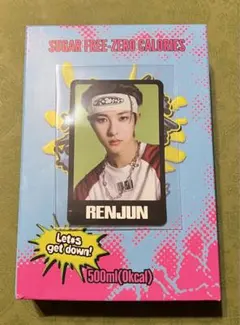 SUGAR FREE-ZERO CALORIES
RENJUN
Let's
get down!
500ml(0kcal)